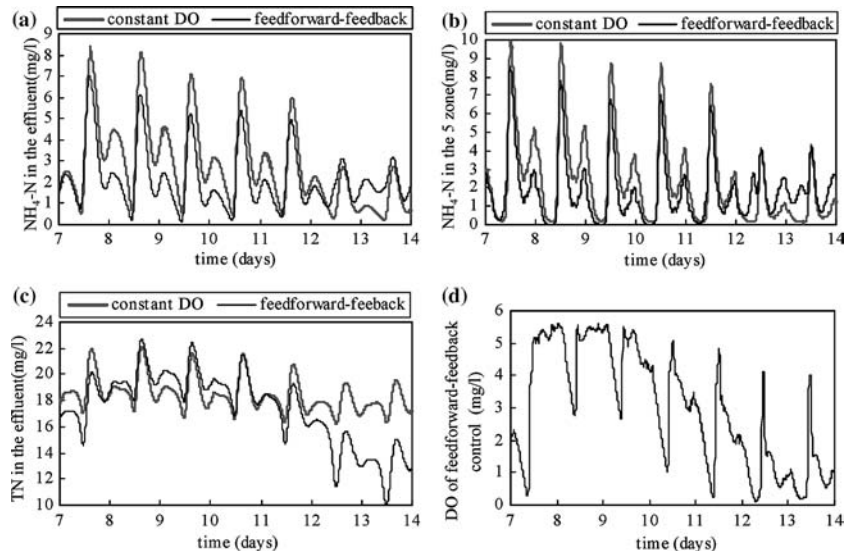 (a)
constant DO
feedforward-feedback
NH₄-N in the effluent(mg/l)
9
8
7
6
5
4
3
2
1
0
7 8 9 10 11 12 13 14
time (days)
(b)
constant DO
feedforward-feedback
NH₄-N in the 5 zone(mg/l)
10
9
8
7
6
5
4
3
2
1
0
7 8 9 10 11 12 13 14
time (days)
(c)
constant DO
feedforward-feeback
TN in the effluent(mg/l)
24
22
20
18
16
14
12
10
7 8 9 10 11 12 13 14
time (days)
(d)
DO of feedforward-feedback
control (mg/l)
6
5
4
3
2
1
0
7 8 9 10 11 12 13 14
time (days)